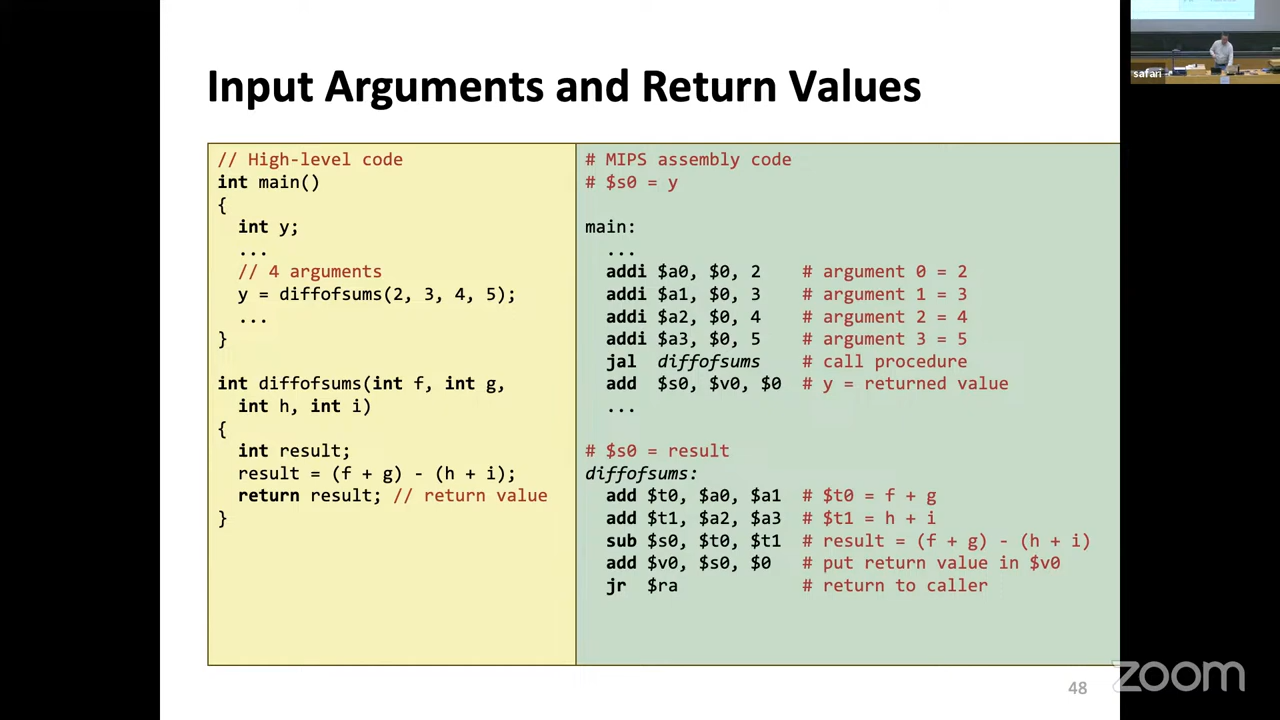 Input Arguments and Return Values
// High-level code
int main()
{
int y;
...
// 4 arguments
y = diffofsums(2, 3, 4, 5);
...
}
int diffofsums(int f, int g,
int h, int i)
{
int result;
result = (f + g) - (h + i);
return result; // return value
}
# MIPS assembly code
# $s0 = y
main:
...
addi $a0, $0, 2 # argument 0 = 2
addi $a1, $0, 3 # argument 1 = 3
addi $a2, $0, 4 # argument 2 = 4
addi $a3, $0, 5 # argument 3 = 5
jal diffofsums # call procedure
add $s0, $v0, $0 # y = returned value
...
# $s0 = result
diffofsums:
add $t0, $a0, $a1 # $t0 = f + g
add $t1, $a2, $a3 # $t1 = h + i
sub $s0, $t0, $t1 # result = (f + g) - (h + i)
add $v0, $s0, $0 # put return value in $v0
jr $ra # return to caller
48
safari
zoom